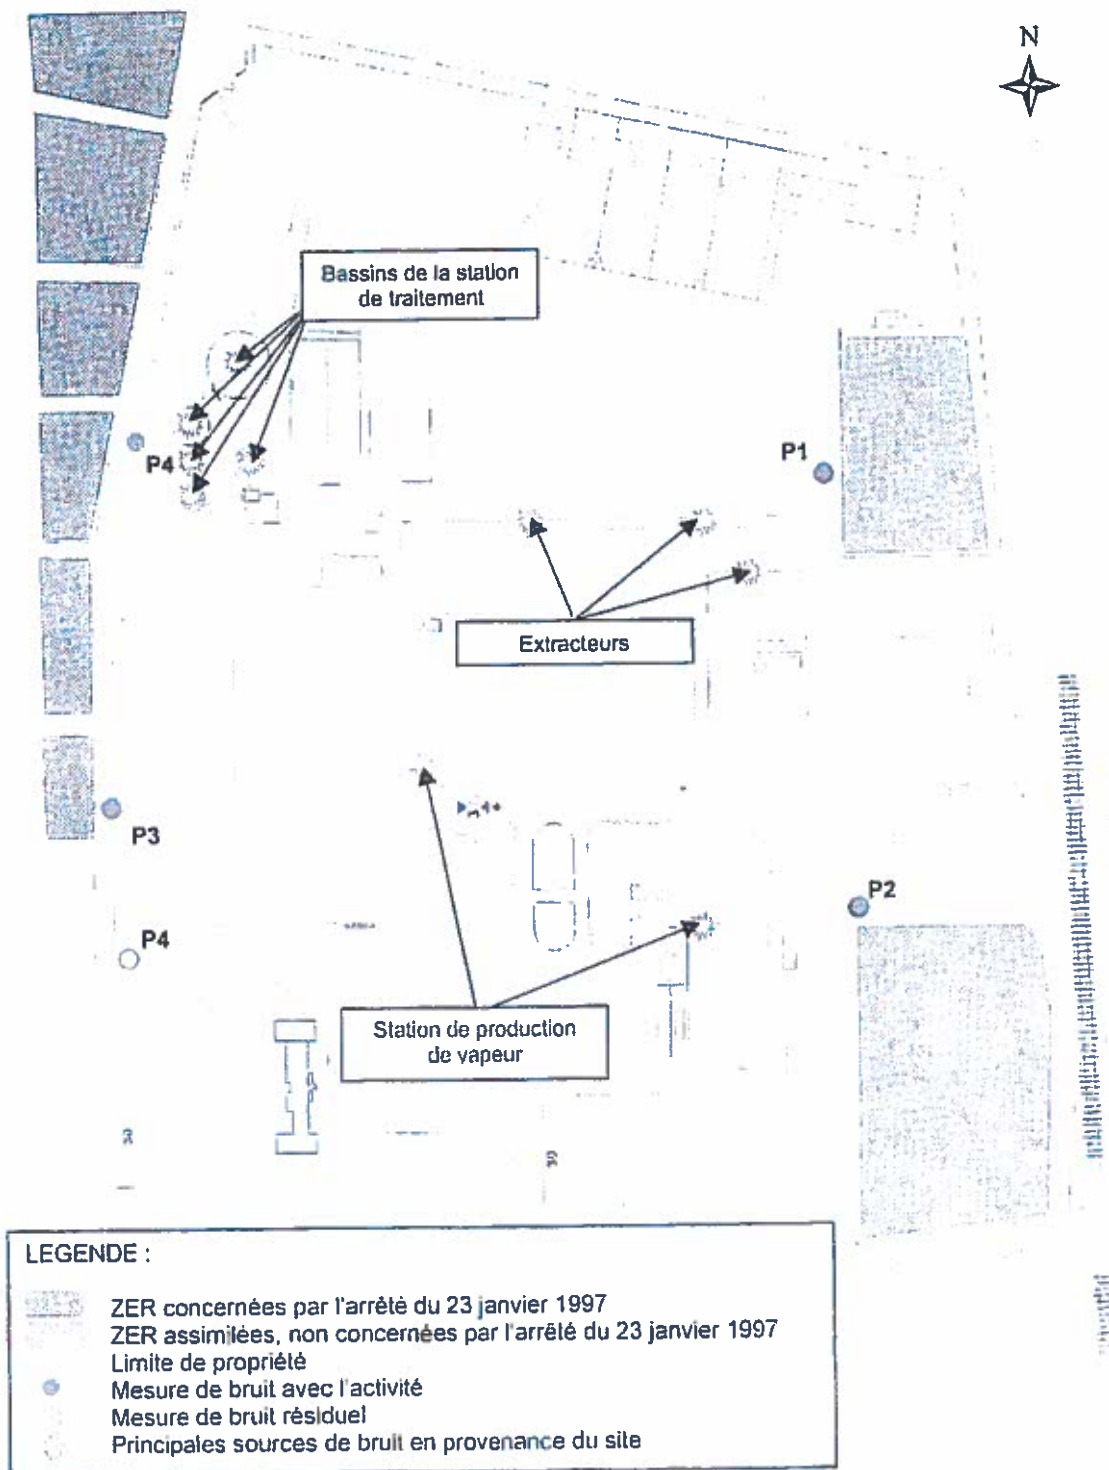 N
Bassins de la station
de traitement
P4
P1
Extracteurs
P3
P2
P4
Station de production
de vapeur
LEGENDE :
ZER concernées par l'arrêté du 23 janvier 1997
ZER assimilées, non concernées par l'arrêté du 23 janvier 1997
Limite de propriété
Mesure de bruit avec l'activité
Mesure de bruit résiduel
Principales sources de bruit en provenance du site